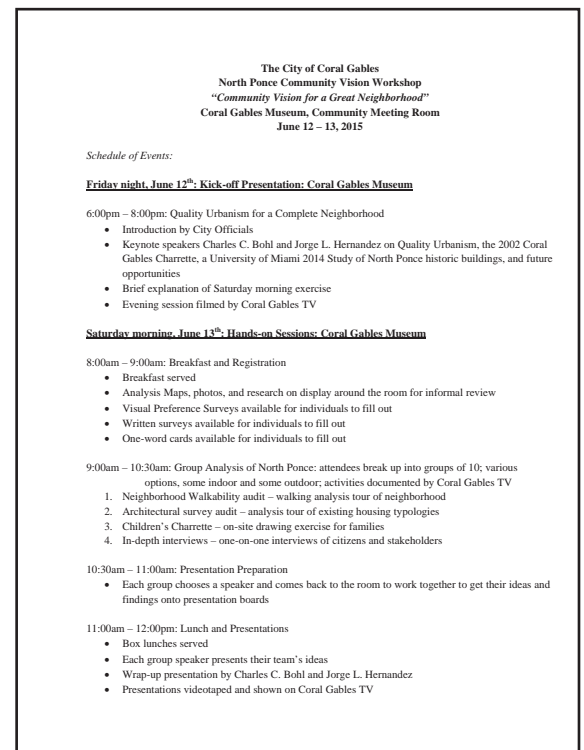 The City of Coral Gables
North Ponce Community Vision Workshop
“Community Vision for a Great Neighborhood”
Coral Gables Museum, Community Meeting Room
June 12 – 13, 2015
Schedule of Events:
Friday night, June 12th: Kick-off Presentation: Coral Gables Museum
6:00pm – 8:00pm: Quality Urbanism for a Complete Neighborhood
• Introduction by City Officials
• Keynote speakers Charles C. Bohl and Jorge L. Hernandez on Quality Urbanism, the 2002 Coral
Gables Charrette, a University of Miami 2014 Study of North Ponce historic buildings, and future
opportunities
• Brief explanation of Saturday morning exercise
• Evening session filmed by Coral Gables TV
Saturday morning, June 13th: Hands-on Sessions: Coral Gables Museum
8:00am – 9:00am: Breakfast and Registration
• Breakfast served
• Analysis Maps, photos, and research on display around the room for informal review
• Visual Preference Surveys available for individuals to fill out
• Written surveys available for individuals to fill out
• One-word cards available for individuals to fill out
9:00am – 10:30am: Group Analysis of North Ponce: attendees break up into groups of 10; various
options, some indoor and some outdoor; activities documented by Coral Gables TV
1. Neighborhood Walkability audit – walking analysis tour of neighborhood
2. Architectural survey audit – analysis tour of existing housing typologies
3. Children’s Charrette – on-site drawing exercise for families
4. In-depth interviews – one-on-one interviews of citizens and stakeholders
10:30am – 11:00am: Presentation Preparation
• Each group chooses a speaker and comes back to the room to work together to get their ideas and
findings onto presentation boards
11:00am – 12:00pm: Lunch and Presentations
• Box lunches served
• Each group speaker presents their team’s ideas
• Wrap-up presentation by Charles C. Bohl and Jorge L. Hernandez
• Presentations videotaped and shown on Coral Gables TV